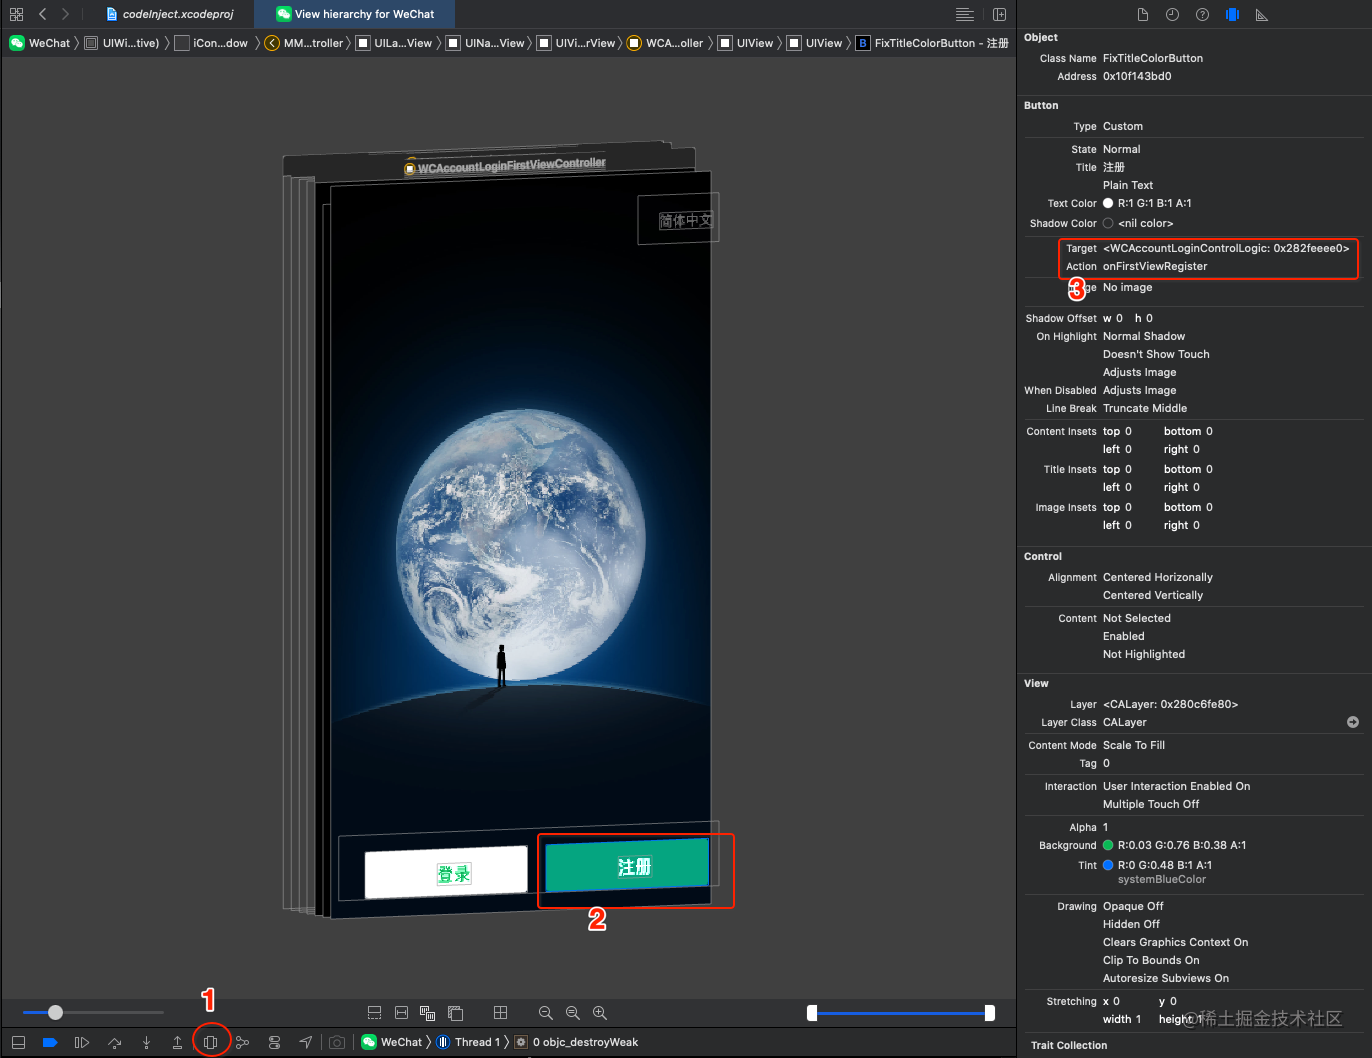 codeInject.xcodeproj
View hierarchy for WeChat
WeChat UIWi...tive) iCon...dow MM...troller UILa...View UINa...View UIVi...rView WCA...oller UIView UIView B FixTitleColorButton - 注册
WCAccountLoginFirstViewController
简体中文
登录
注册
2
1
WeChat Thread 1 0 objc_destroyWeak
Object
Class Name FixTitleColorButton
Address 0x10f143bd0
Button
Type Custom
State Normal
Title 注册
Plain Text
Text Color R:1 G:1 B:1 A:1
Shadow Color <nil color>
Target <WCAccountLoginControlLogic: 0x282feeee0>
Action onFirstViewRegister
3
ge No image
Shadow Offset w 0 h 0
On Highlight Normal Shadow
Doesn't Show Touch
Adjusts Image
When Disabled Adjusts Image
Line Break Truncate Middle
Content Insets top 0 bottom 0
left 0 right 0
Title Insets top 0 bottom 0
left 0 right 0
Image Insets top 0 bottom 0
left 0 right 0
Control
Alignment Centered Horizonally
Centered Vertically
Content Not Selected
Enabled
Not Highlighted
View
Layer <CALayer: 0x280c6fe80>
Layer Class CALayer
Content Mode Scale To Fill
Tag 0
Interaction User Interaction Enabled On
Multiple Touch Off
Alpha 1
Background R:0.03 G:0.76 B:0.38 A:1
Tint R:0 G:0.48 B:1 A:1
systemBlueColor
Drawing Opaque Off
Hidden Off
Clears Graphics Context On
Clip To Bounds On
Autoresize Subviews On
Stretching x 0 y 0
width 1 height 1
@稀土掘金技术社区
Trait Collection